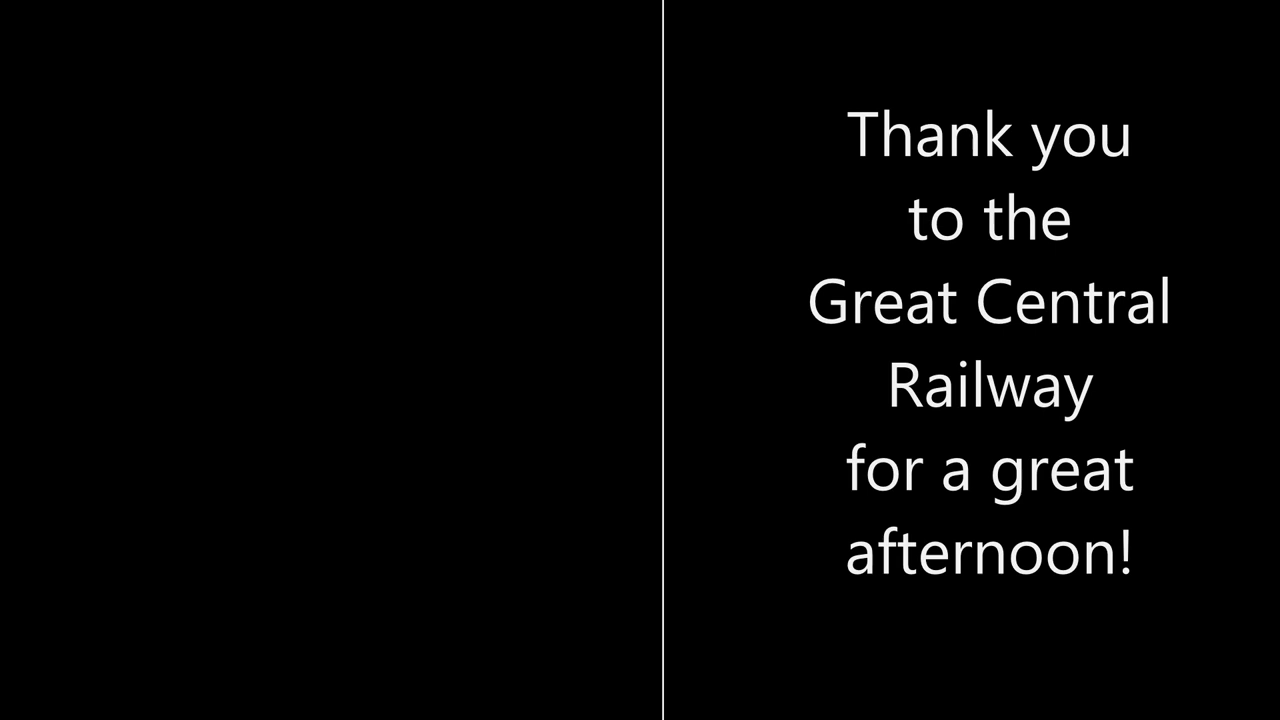 Thank you
to the
Great Central
Railway
for a great
afternoon!